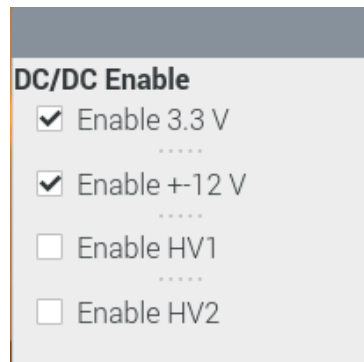 DC/DC Enable
Enable 3.3 V
Enable +-12 V
Enable HV1
Enable HV2